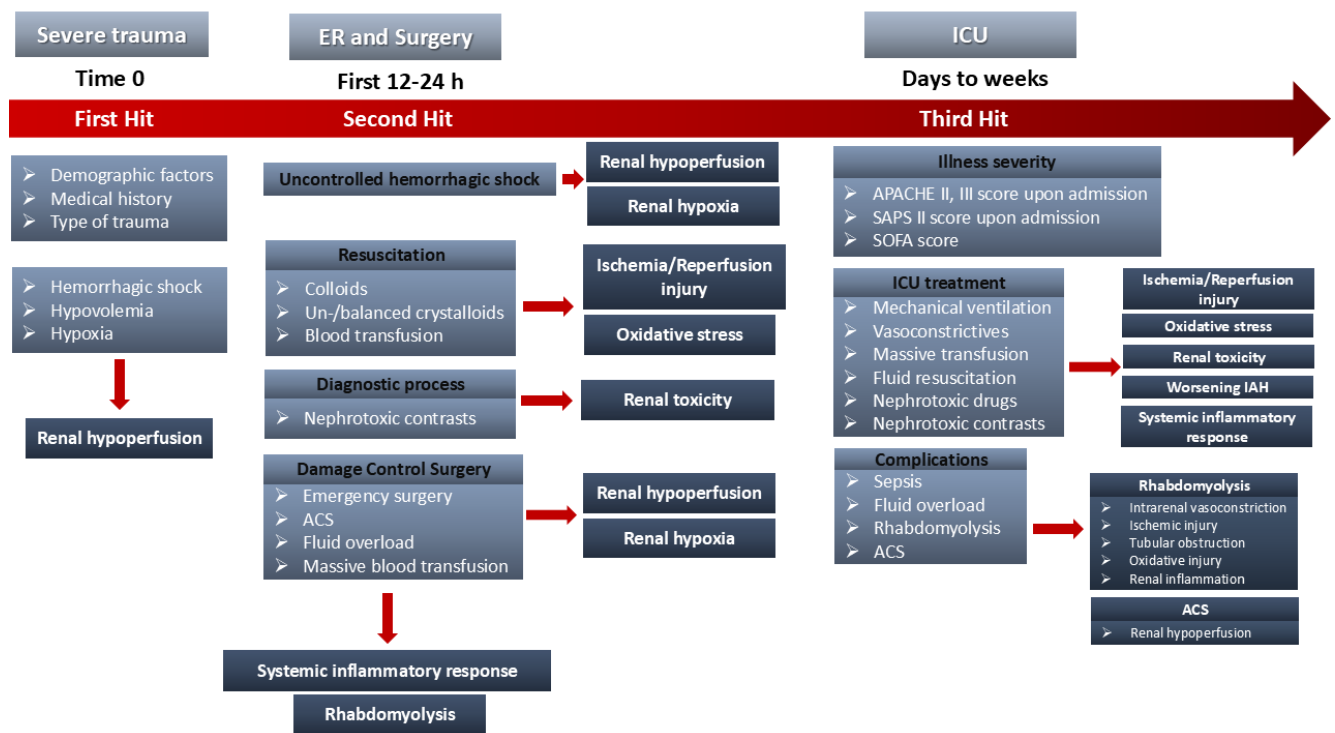 Severe trauma
ER and Surgery
ICU
Time 0
First 12-24 h
Days to weeks
First Hit
Second Hit
Third Hit
Demographic factors
Medical history
Type of trauma
Hemorrhagic shock
Hypovolemia
Hypoxia
Renal hypoperfusion
Uncontrolled hemorrhagic shock
Renal hypoperfusion
Renal hypoxia
Resuscitation
Colloids
Un-/balanced crystalloids
Blood transfusion
Ischemia/Reperfusion
injury
Oxidative stress
Diagnostic process
Nephrotoxic contrasts
Renal toxicity
Damage Control Surgery
Emergency surgery
ACS
Fluid overload
Massive blood transfusion
Renal hypoperfusion
Renal hypoxia
Systemic inflammatory response
Rhabdomyolysis
Illness severity
APACHE II, III score upon admission
SAPS II score upon admission
SOFA score
ICU treatment
Mechanical ventilation
Vasoconstrictives
Massive transfusion
Fluid resuscitation
Nephrotoxic drugs
Nephrotoxic contrasts
Ischemia/Reperfusion
injury
Oxidative stress
Renal toxicity
Worsening IAH
Systemic inflammatory
response
Complications
Sepsis
Fluid overload
Rhabdomyolysis
ACS
Rhabdomyolysis
Intrarenal vasoconstriction
Ischemic injury
Tubular obstruction
Oxidative injury
Renal inflammation
ACS
Renal hypoperfusion